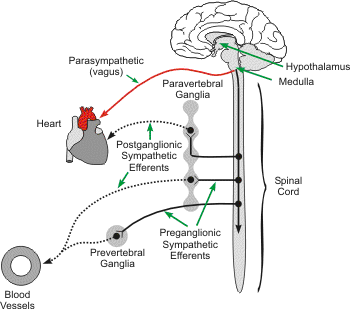 Parasympathetic
(vagus)
Hypothalamus
Medulla
Paravertebral
Ganglia
Heart
Postganglionic
Sympathetic
Efferents
Spinal
Cord
Preganglionic
Sympathetic
Efferents
Prevertebral
Ganglia
Blood
Vessels